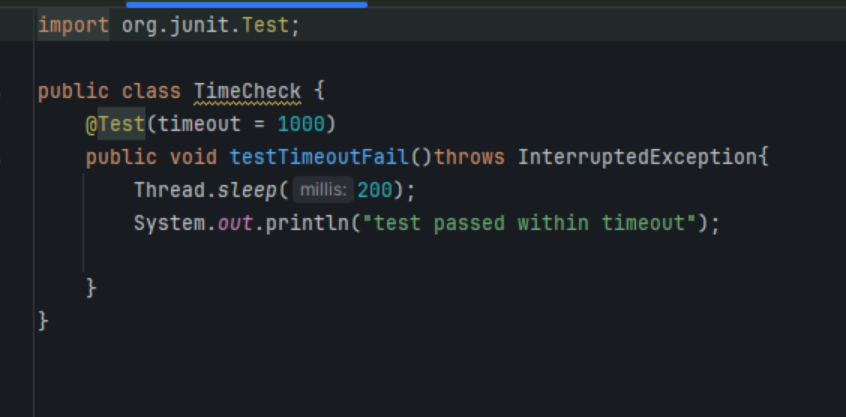 import org.junit.Test;
public class TimeCheck {
@Test(timeout = 1000)
public void testTimeoutFail()throws InterruptedException{
Thread.sleep( millis: 200);
System.out.println("test passed within timeout");
}
}